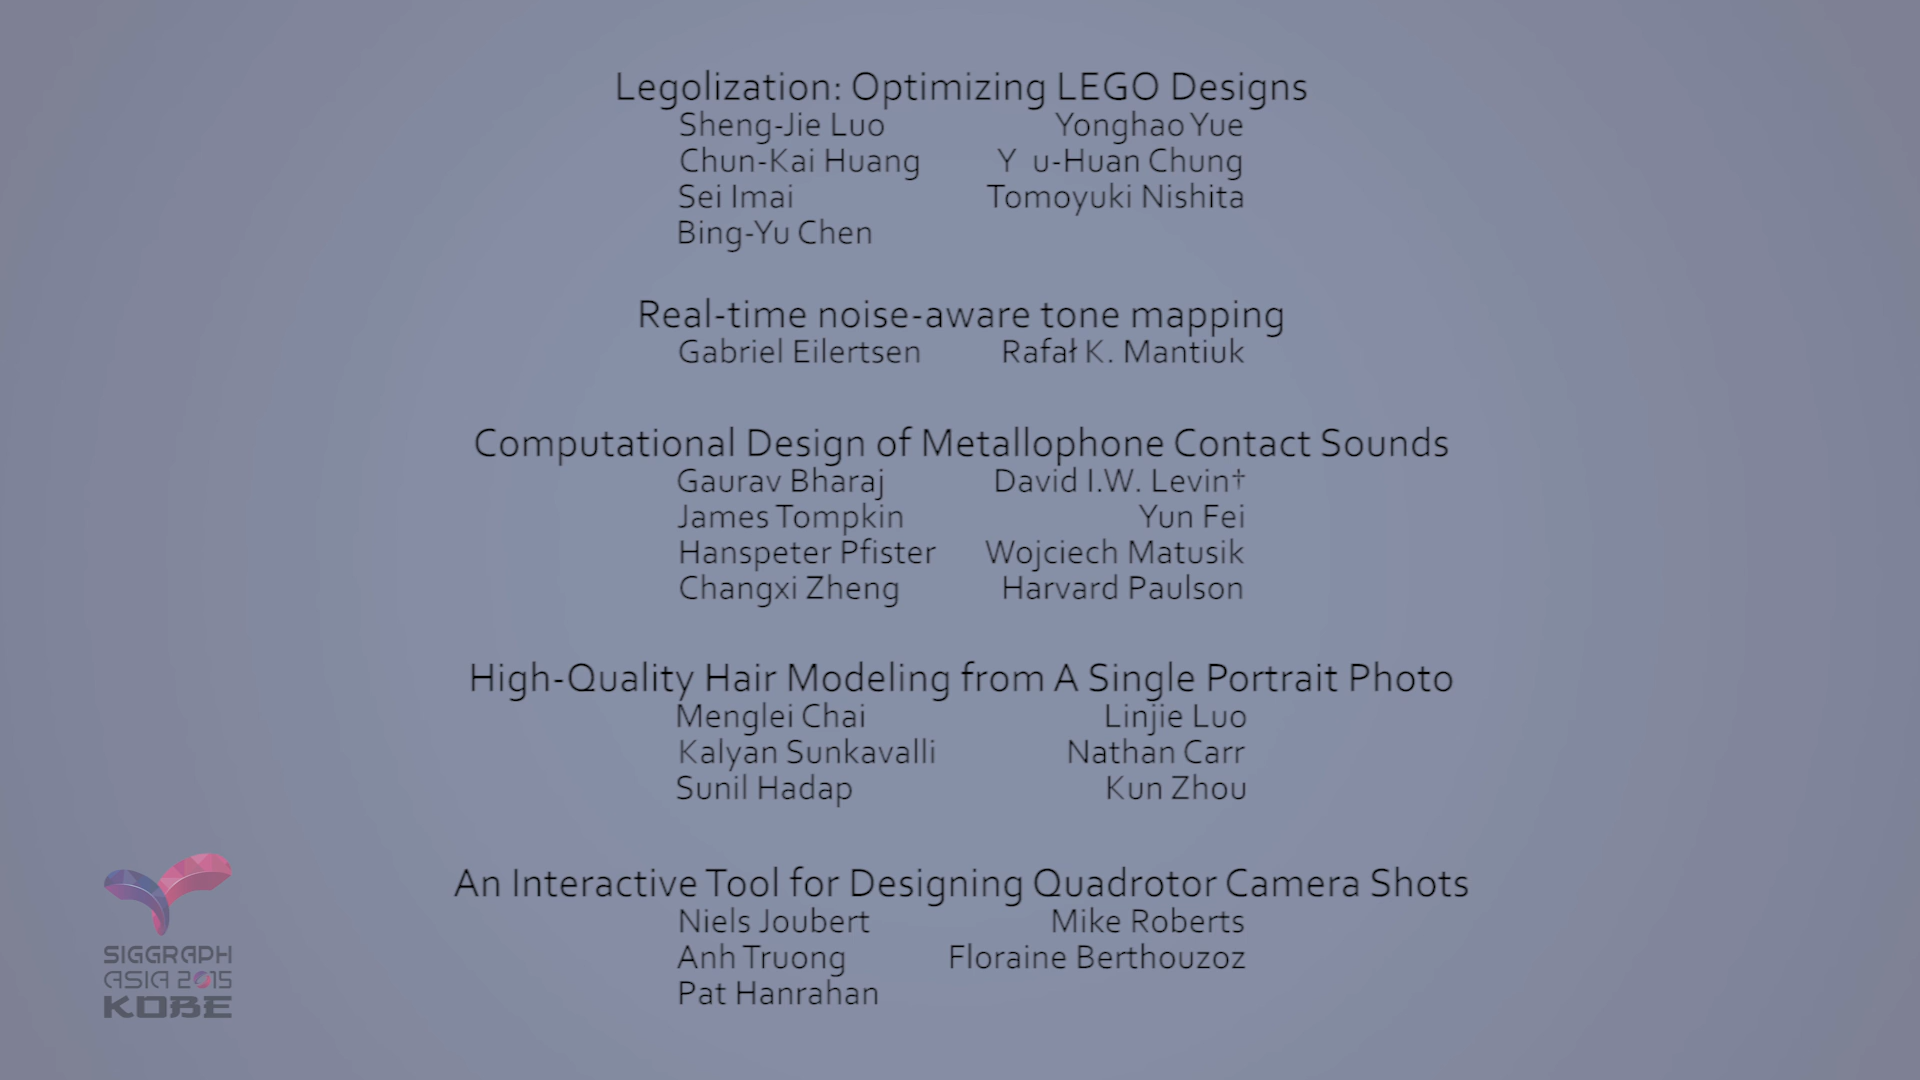 Legolization: Optimizing LEGO Designs
Sheng-Jie Luo Yonghao Yue
Chun-Kai Huang Y u-Huan Chung
Sei Imai Tomoyuki Nishita
Bing-Yu Chen
Real-time noise-aware tone mapping
Gabriel Eilertsen Rafał K. Mantiuk
Computational Design of Metallophone Contact Sounds
Gaurav Bharaj David I.W. Levin†
James Tompkin Yun Fei
Hanspeter Pfister Wojciech Matusik
Changxi Zheng Harvard Paulson
High-Quality Hair Modeling from A Single Portrait Photo
Menglei Chai Linjie Luo
Kalyan Sunkavalli Nathan Carr
Sunil Hadap Kun Zhou
An Interactive Tool for Designing Quadrotor Camera Shots
Niels Joubert Mike Roberts
Anh Truong Floraine Berthouzoz
Pat Hanrahan
SIGGRAPH
ASIA 2015
KOBE